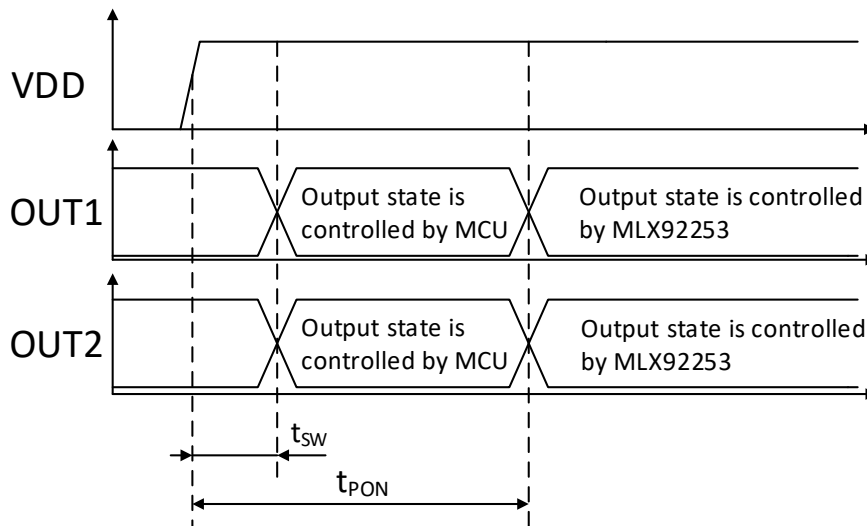 VDD
OUT1
Output state is
controlled by MCU
Output state is controlled
by MLX92253
OUT2
Output state is
controlled by MCU
Output state is controlled
by MLX92253
tSW
tPON